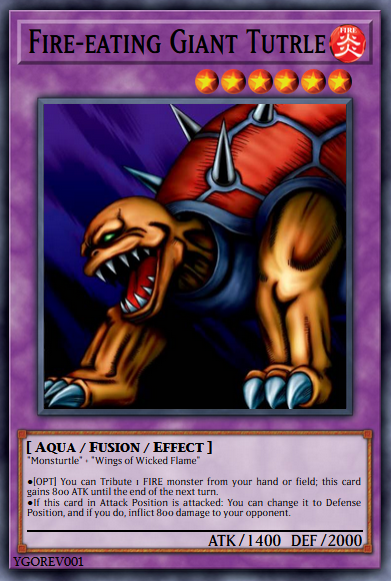 FIRE-EATING GIANT TUTRLE
FIRE
炎
[ AQUA / FUSION / EFFECT ]
"Monsturtle" + "Wings of Wicked Flame"
●[OPT] You can Tribute 1 FIRE monster from your hand or field; this card
gains 800 ATK until the end of the next turn.
●If this card in Attack Position is attacked: You can change it to Defense
Position, and if you do, inflict 800 damage to your opponent.
ATK/1400 DEF/2000
YGOREV001